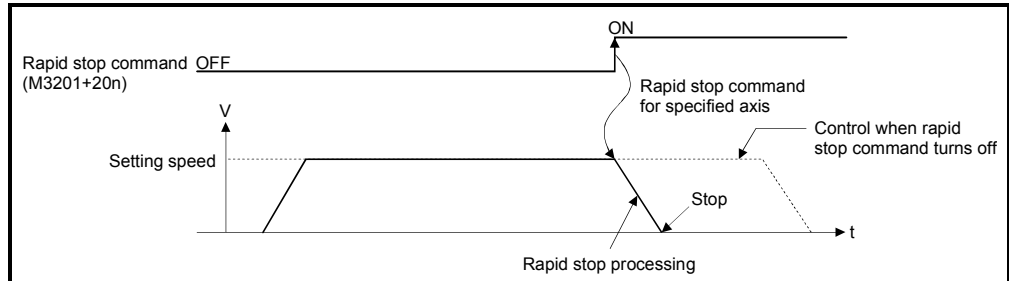 ON
Rapid stop command OFF
(M3201+20n)
Rapid stop command
for specified axis
V
Control when rapid
stop command turns off
Setting speed
Stop
t
Rapid stop processing